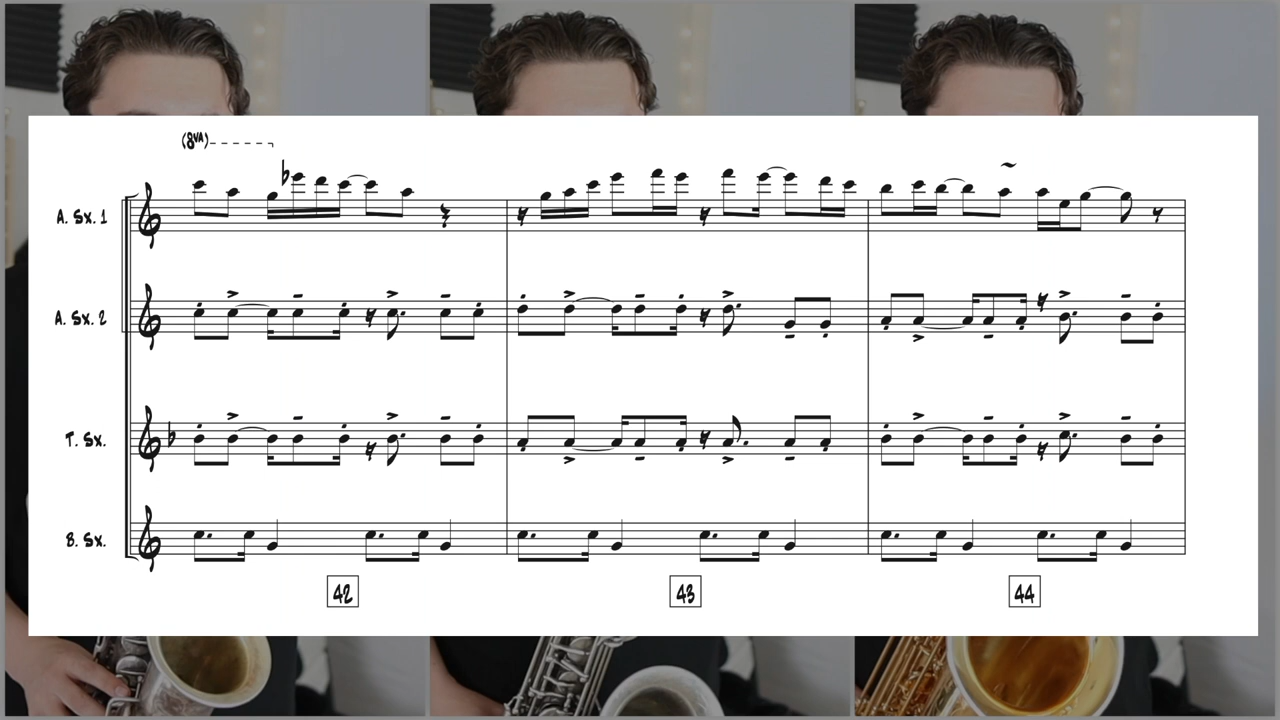 (8VA)
A. Sx. 1
A. Sx. 2
T. Sx.
B. Sx.
42 43 44